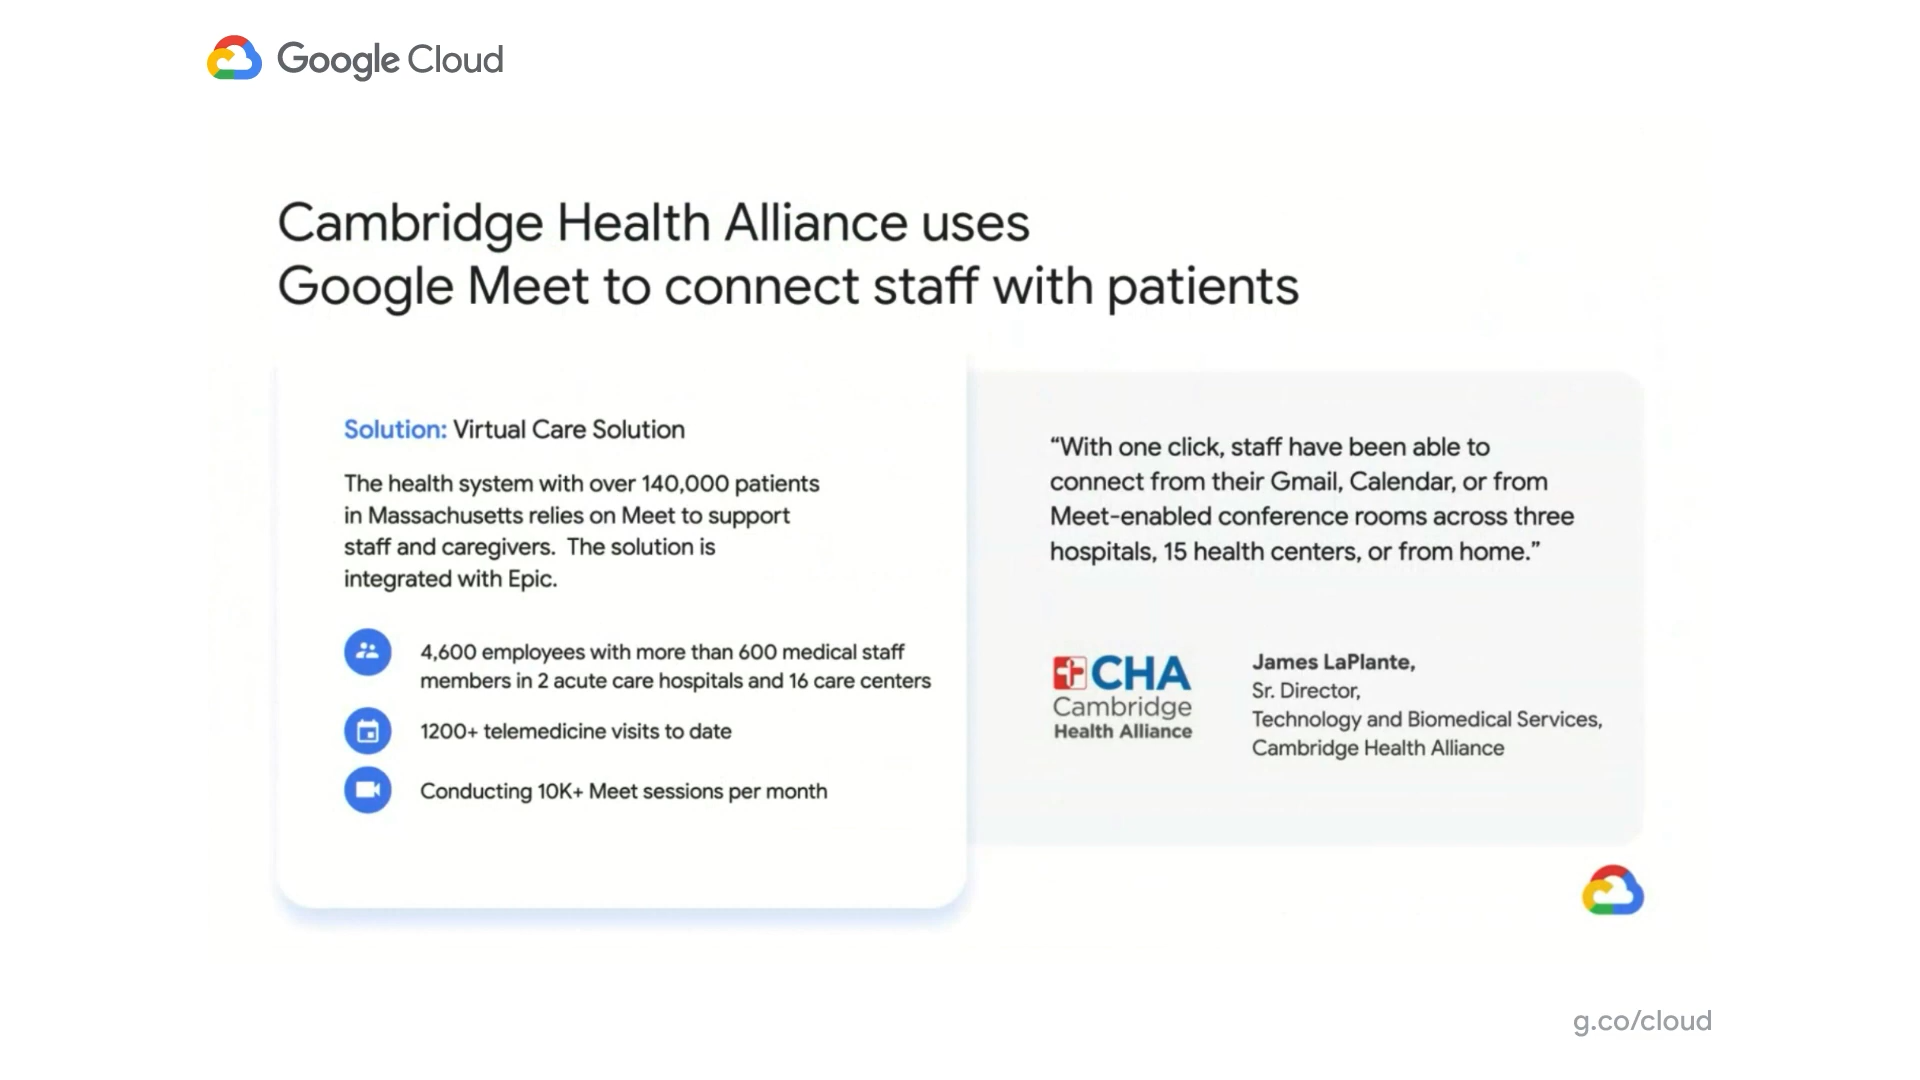 Google Cloud
Cambridge Health Alliance uses
Google Meet to connect staff with patients
Solution: Virtual Care Solution
The health system with over 140,000 patients
in Massachusetts relies on Meet to support
staff and caregivers.  The solution is
integrated with Epic.
4,600 employees with more than 600 medical staff
members in 2 acute care hospitals and 16 care centers
1200+ telemedicine visits to date
Conducting 10K+ Meet sessions per month
“With one click, staff have been able to
connect from their Gmail, Calendar, or from
Meet-enabled conference rooms across three
hospitals, 15 health centers, or from home.”
CHA
Cambridge
Health Alliance
James LaPlante,
Sr. Director,
Technology and Biomedical Services,
Cambridge Health Alliance
g.co/cloud